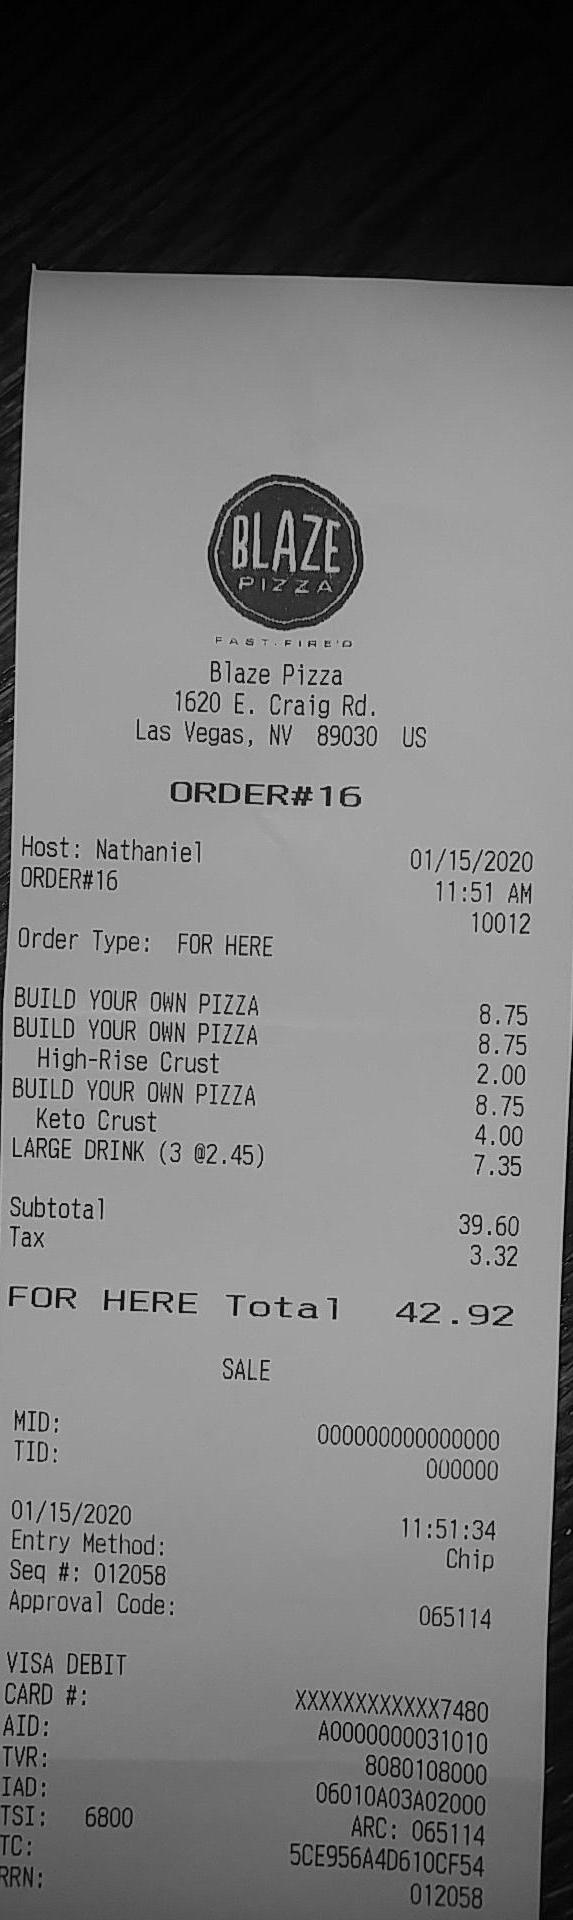 BLAZE
PIZZA
FAST-FIRE'D
Blaze Pizza
1620 E. Craig Rd.
Las Vegas, NV 89030 US
ORDER#16
Host: Nathaniel 01/15/2020
ORDER#16 11:51 AM
10012
Order Type: FOR HERE
BUILD YOUR OWN PIZZA 8.75
BUILD YOUR OWN PIZZA 8.75
High-Rise Crust 2.00
BUILD YOUR OWN PIZZA 8.75
Keto Crust 4.00
LARGE DRINK (3 @2.45) 7.35
Subtotal 39.60
Tax 3.32
FOR HERE Total 42.92
SALE
MID: 000000000000000
TID: 000000
01/15/2020 11:51:34
Entry Method: Chip
Seq #: 012058
Approval Code: 065114
VISA DEBIT
CARD #: XXXXXXXXXXXX7480
AID: A0000000031010
TVR: 8080108000
IAD: 06010A03A02000
TSI: 6800 ARC: 065114
TC: 5CE956A4D610CF54
RRN: 012058